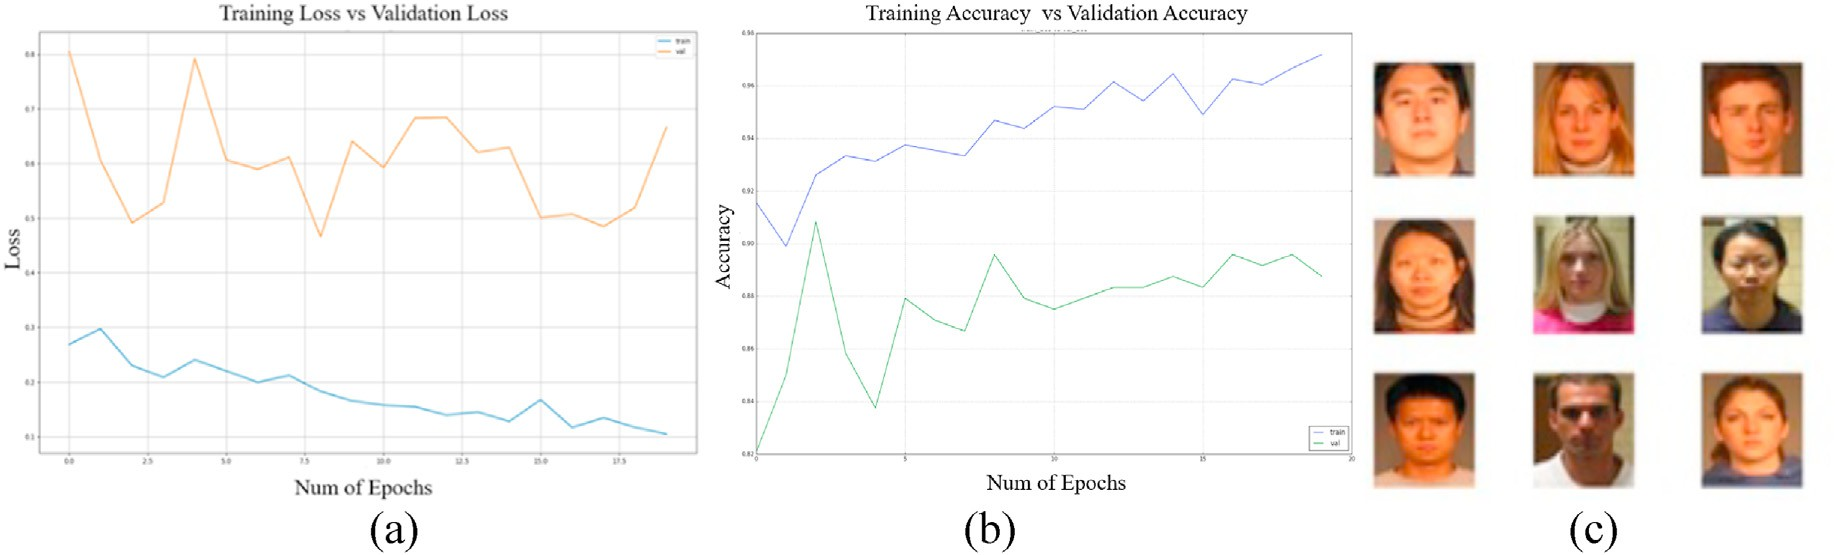 Training Loss vs Validation Loss
train
val
0.8
0.7
0.6
0.5
0.4
0.3
0.2
0.1
0.0 2.5 5.0 7.5 10.0 12.5 15.0 17.5
Loss
Num of Epochs
(a)
Training Accuracy vs Validation Accuracy
0.98
0.96
0.94
0.92
0.90
0.88
0.86
0.84
0.82
0 5 10 15 20
train
val
Accuracy
Num of Epochs
(b)
(c)